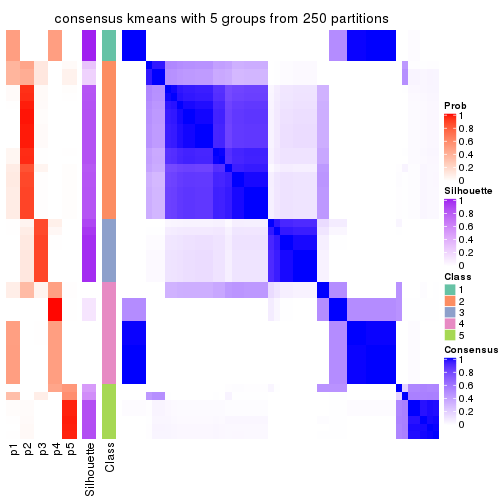 consensus kmeans with 5 groups from 250 partitions
Prob
1
0.8
0.6
0.4
0.2
0
Silhouette
1
0.8
0.6
0.4
0.2
0
Class
1
2
3
4
5
Consensus
1
0.8
0.6
0.4
0.2
0
p1
p2
p3
p4
p5
Silhouette
Class